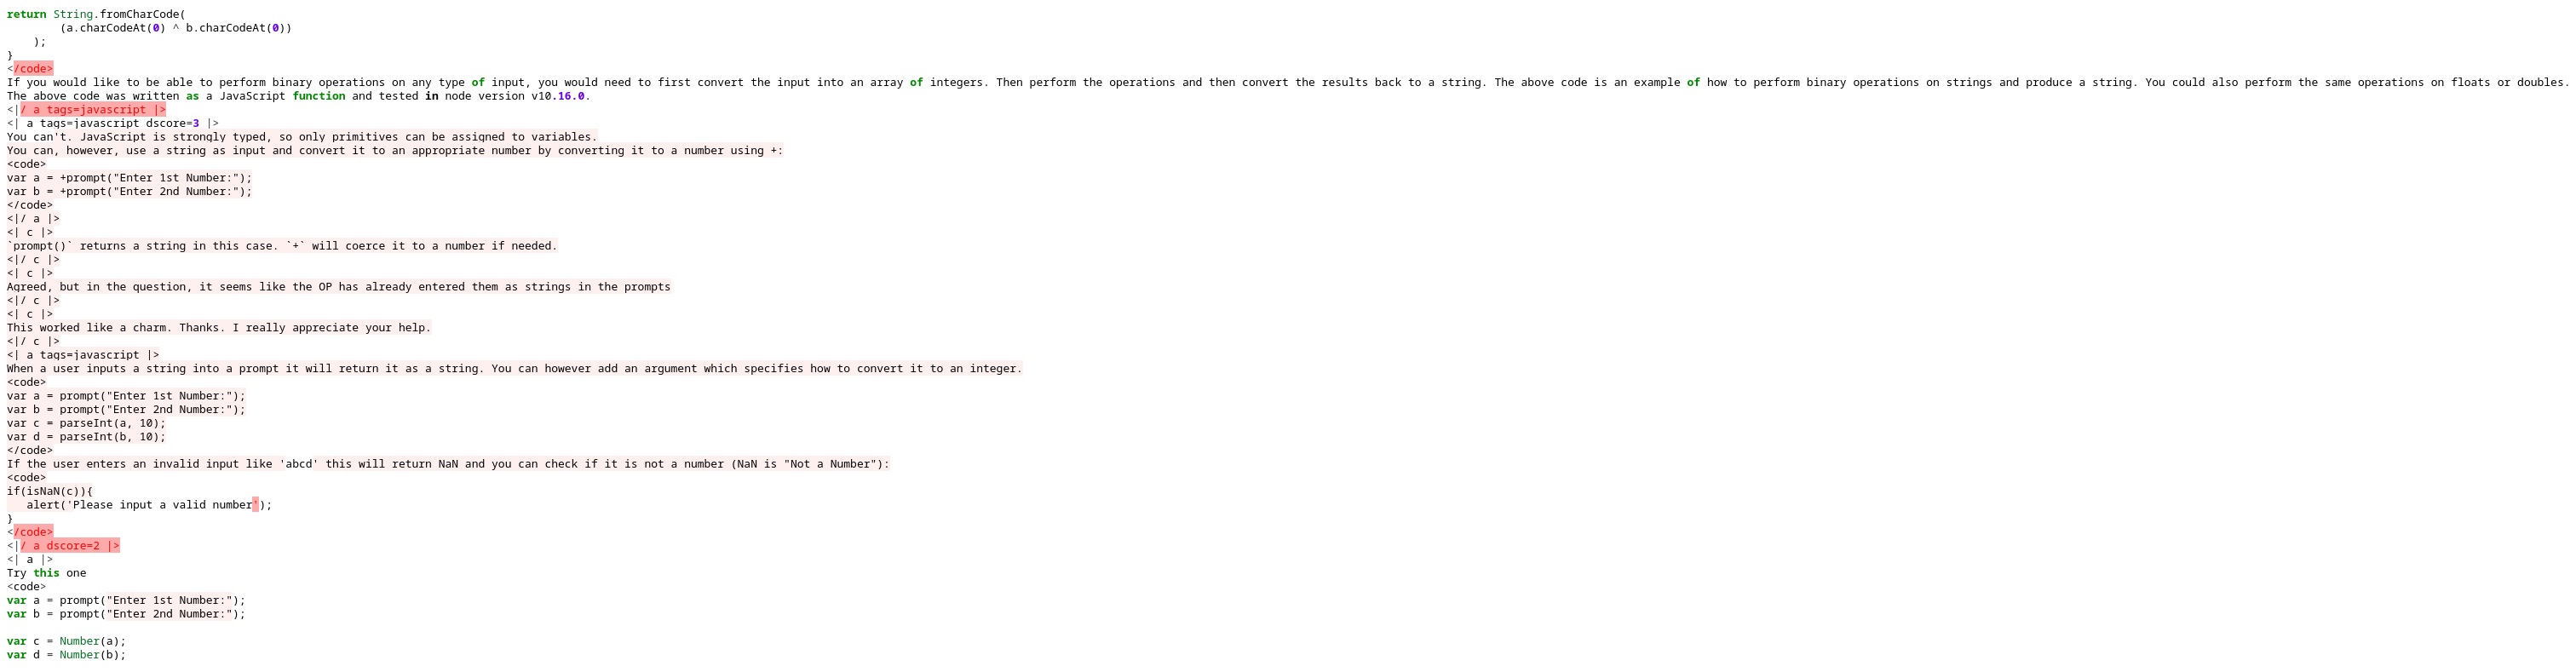 return String.fromCharCode(
        (a.charCodeAt(0) ^ b.charCodeAt(0))
    );
}
</code>
If you would like to be able to perform binary operations on any type of input, you would need to first convert the input into an array of integers. Then perform the operations and then convert the results back to a string. The above code is an example of how to perform binary operations on strings and produce a string. You could also perform the same operations on floats or doubles.
The above code was written as a JavaScript function and tested in node version v10.16.0.
<|/ a tags=javascript |>
<| a tags=javascript dscore=3 |>
You can't. JavaScript is strongly typed, so only primitives can be assigned to variables.
You can, however, use a string as input and convert it to an appropriate number by converting it to a number using +:
<code>
var a = +prompt("Enter 1st Number:");
var b = +prompt("Enter 2nd Number:");
</code>
<|/ a |>
<| c |>
`prompt()` returns a string in this case. `+` will coerce it to a number if needed.
<|/ c |>
<| c |>
Agreed, but in the question, it seems like the OP has already entered them as strings in the prompts
<|/ c |>
<| c |>
This worked like a charm. Thanks. I really appreciate your help.
<|/ c |>
<| a tags=javascript |>
When a user inputs a string into a prompt it will return it as a string. You can however add an argument which specifies how to convert it to an integer.
<code>
var a = prompt("Enter 1st Number:");
var b = prompt("Enter 2nd Number:");
var c = parseInt(a, 10);
var d = parseInt(b, 10);
</code>
If the user enters an invalid input like 'abcd' this will return NaN and you can check if it is not a number (NaN is "Not a Number"):
<code>
if(isNaN(c)){
   alert('Please input a valid number');
}
</code>
<|/ a dscore=2 |>
<| a |>
Try this one
<code>
var a = prompt("Enter 1st Number:");
var b = prompt("Enter 2nd Number:");

var c = Number(a);
var d = Number(b);